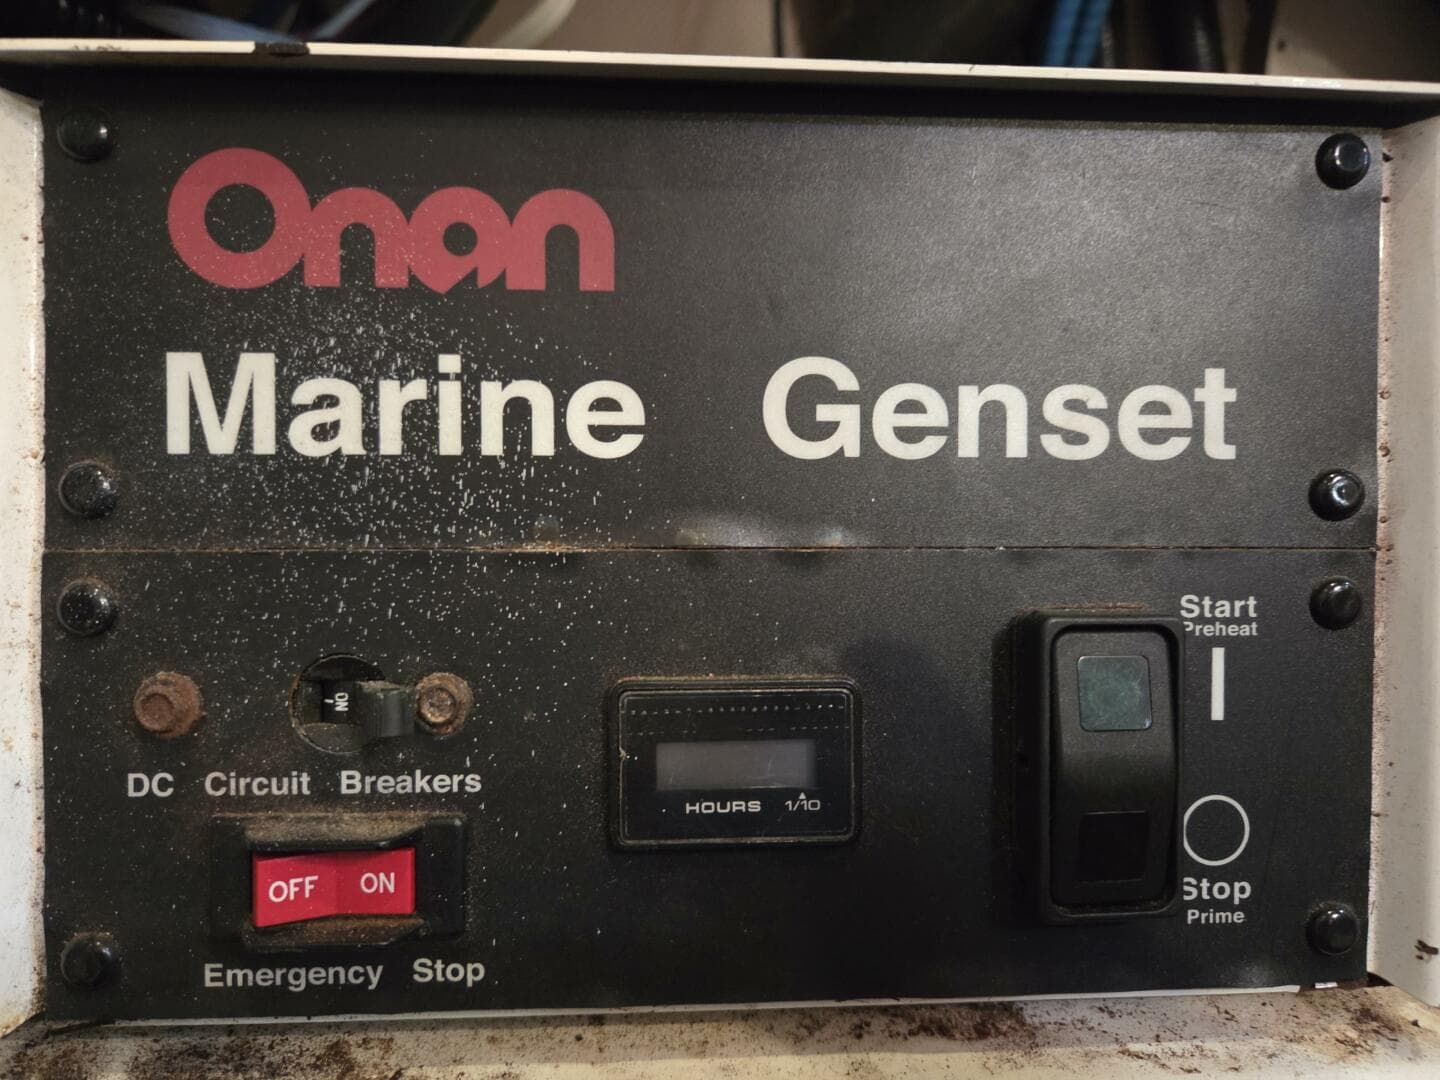 Onan
Marine Genset
Start
Preheat
ON
DC Circuit Breakers
HOURS 1/10
OFF ON
Stop
Prime
Emergency Stop